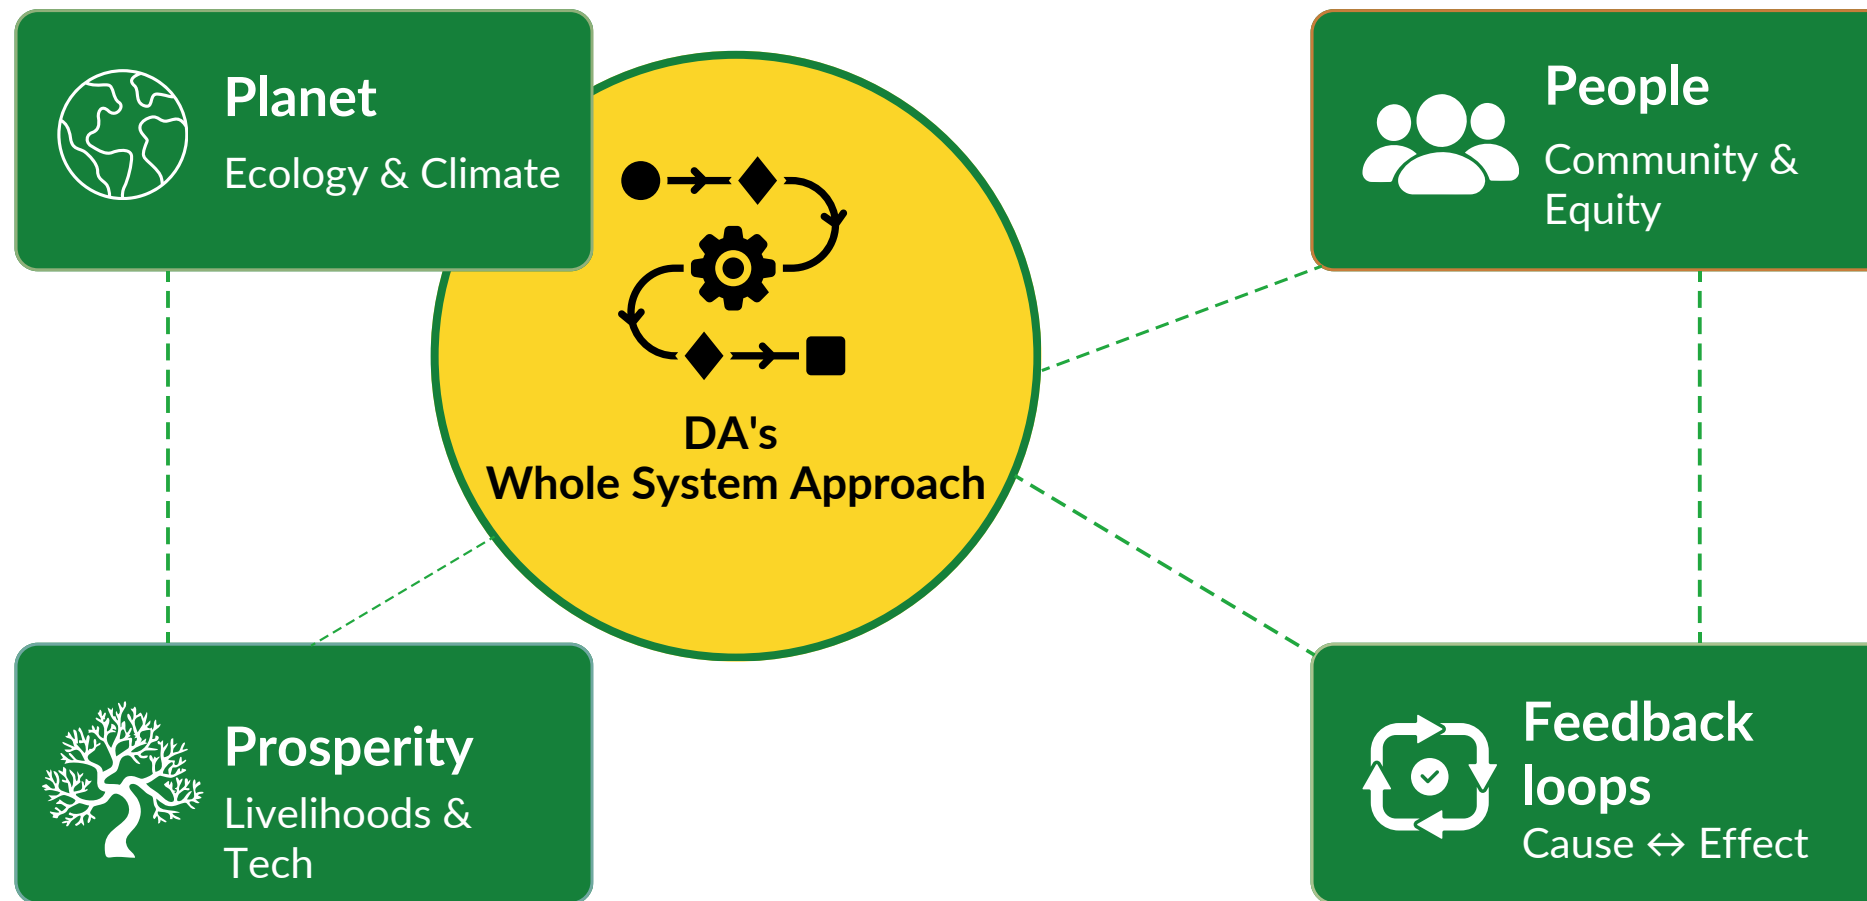 Planet
Ecology & Climate
People
Community &
Equity
DA's
Whole System Approach
Prosperity
Livelihoods &
Tech
Feedback
loops
Cause ↔ Effect